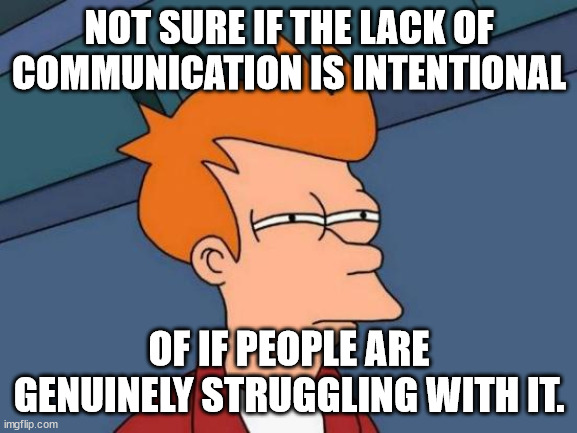 NOT SURE IF THE LACK OF
COMMUNICATION IS INTENTIONAL
OF IF PEOPLE ARE
GENUINELY STRUGGLING WITH IT.
imgflip.com